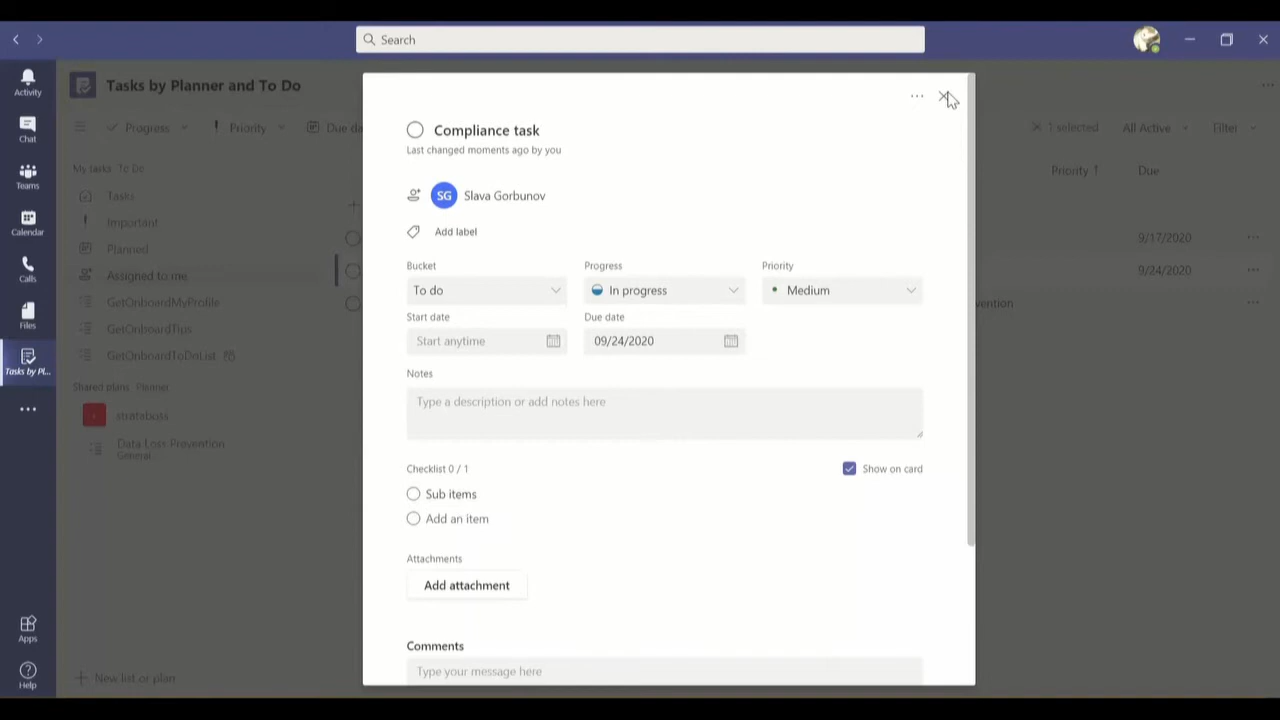 Search
Activity
Chat
Teams
Calendar
Calls
Files
Tasks by Pl...
Apps
Help
Tasks by Planner and To Do
Progress
Priority
Due da
1 selected
All Active
Filter
My tasks To Do
Tasks
Important
Planned
Assigned to me
GetOnboardMyProfile
GetOnboardTips
GetOnboardToDoList
Shared plans Planner
strataboss
Data Loss Prevention
General
New list or plan
Compliance task
Last changed moments ago by you
SG Slava Gorbunov
Add label
Bucket Progress Priority
To do In progress Medium
Start date Due date
Start anytime 09/24/2020
Notes
Type a description or add notes here
Checklist 0 / 1 Show on card
Sub items
Add an item
Attachments
Add attachment
Comments
Type your message here
Priority ↑ Due
9/17/2020
9/24/2020
vention